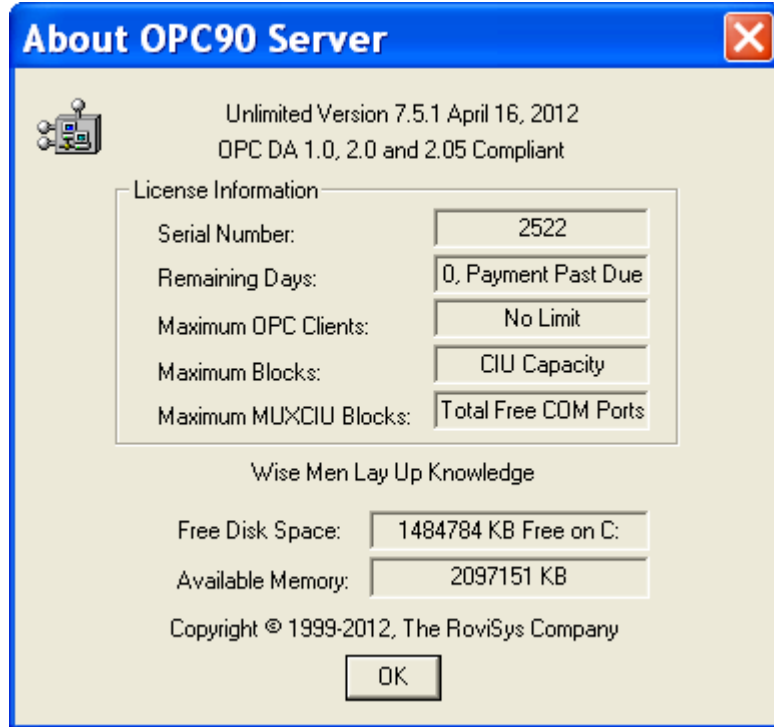 About OPC90 Server
Unlimited Version 7.5.1 April 16, 2012
OPC DA 1.0, 2.0 and 2.05 Compliant
License Information
Serial Number: 2522
Remaining Days: 0, Payment Past Due
Maximum OPC Clients: No Limit
Maximum Blocks: CIU Capacity
Maximum MUXCIU Blocks: Total Free COM Ports
Wise Men Lay Up Knowledge
Free Disk Space: 1484784 KB Free on C:
Available Memory: 2097151 KB
Copyright © 1999-2012, The RoviSys Company
OK